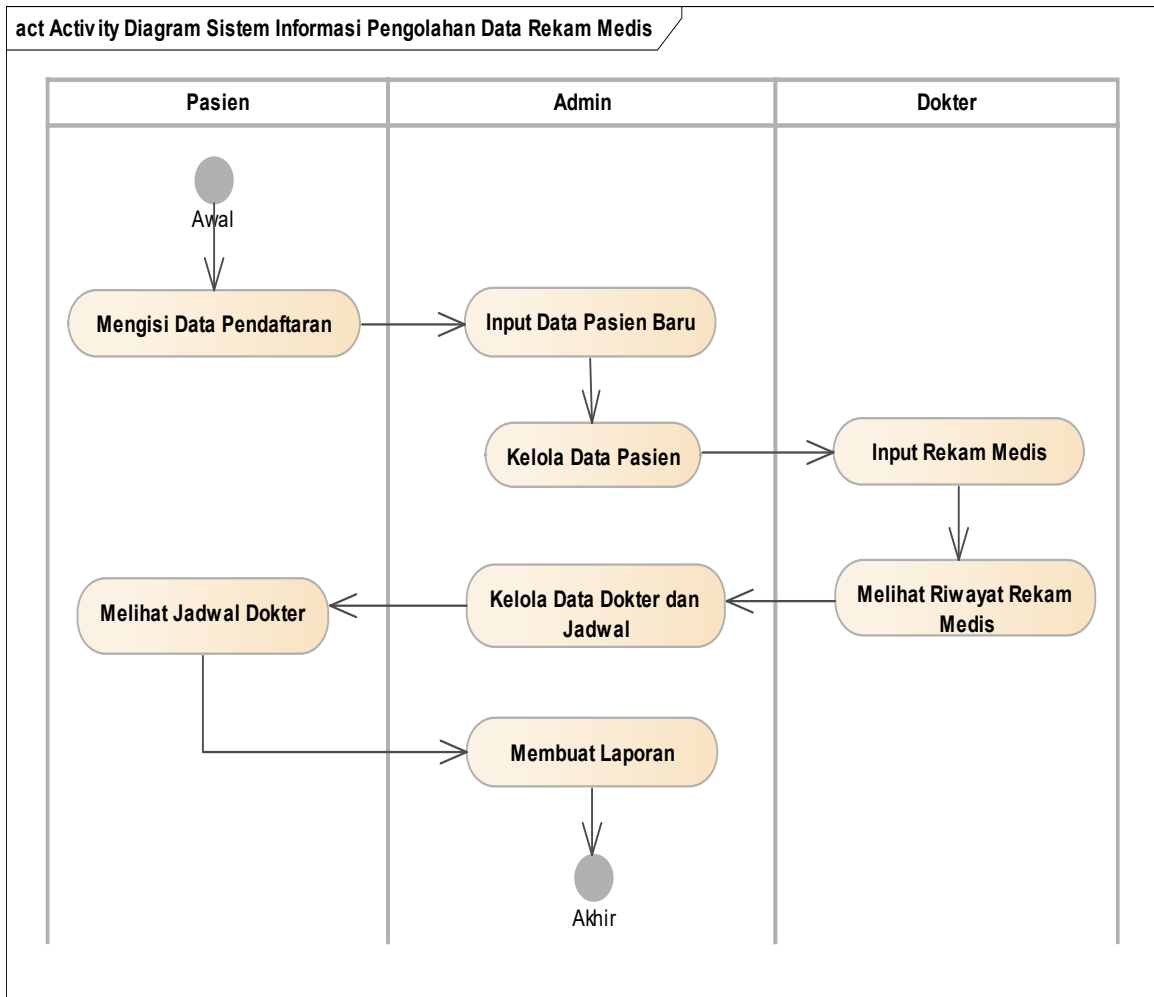 act Activity Diagram Sistem Informasi Pengolahan Data Rekam Medis
Pasien
Admin
Dokter
Awal
Mengisi Data Pendaftaran
Input Data Pasien Baru
Kelola Data Pasien
Input Rekam Medis
Melihat Riwayat Rekam
Medis
Kelola Data Dokter dan
Jadwal
Melihat Jadwal Dokter
Membuat Laporan
Akhir